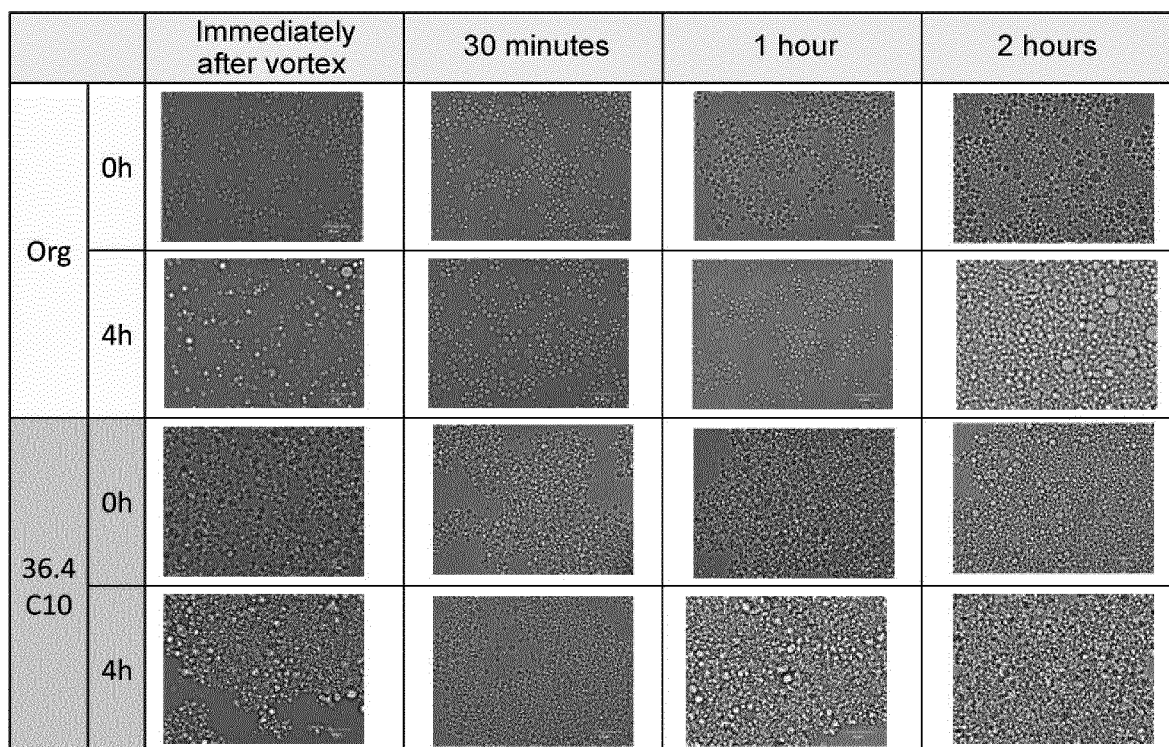 Immediately
after vortex
30 minutes
1 hour
2 hours
Org
0h
4h
36.4
C10
0h
4h